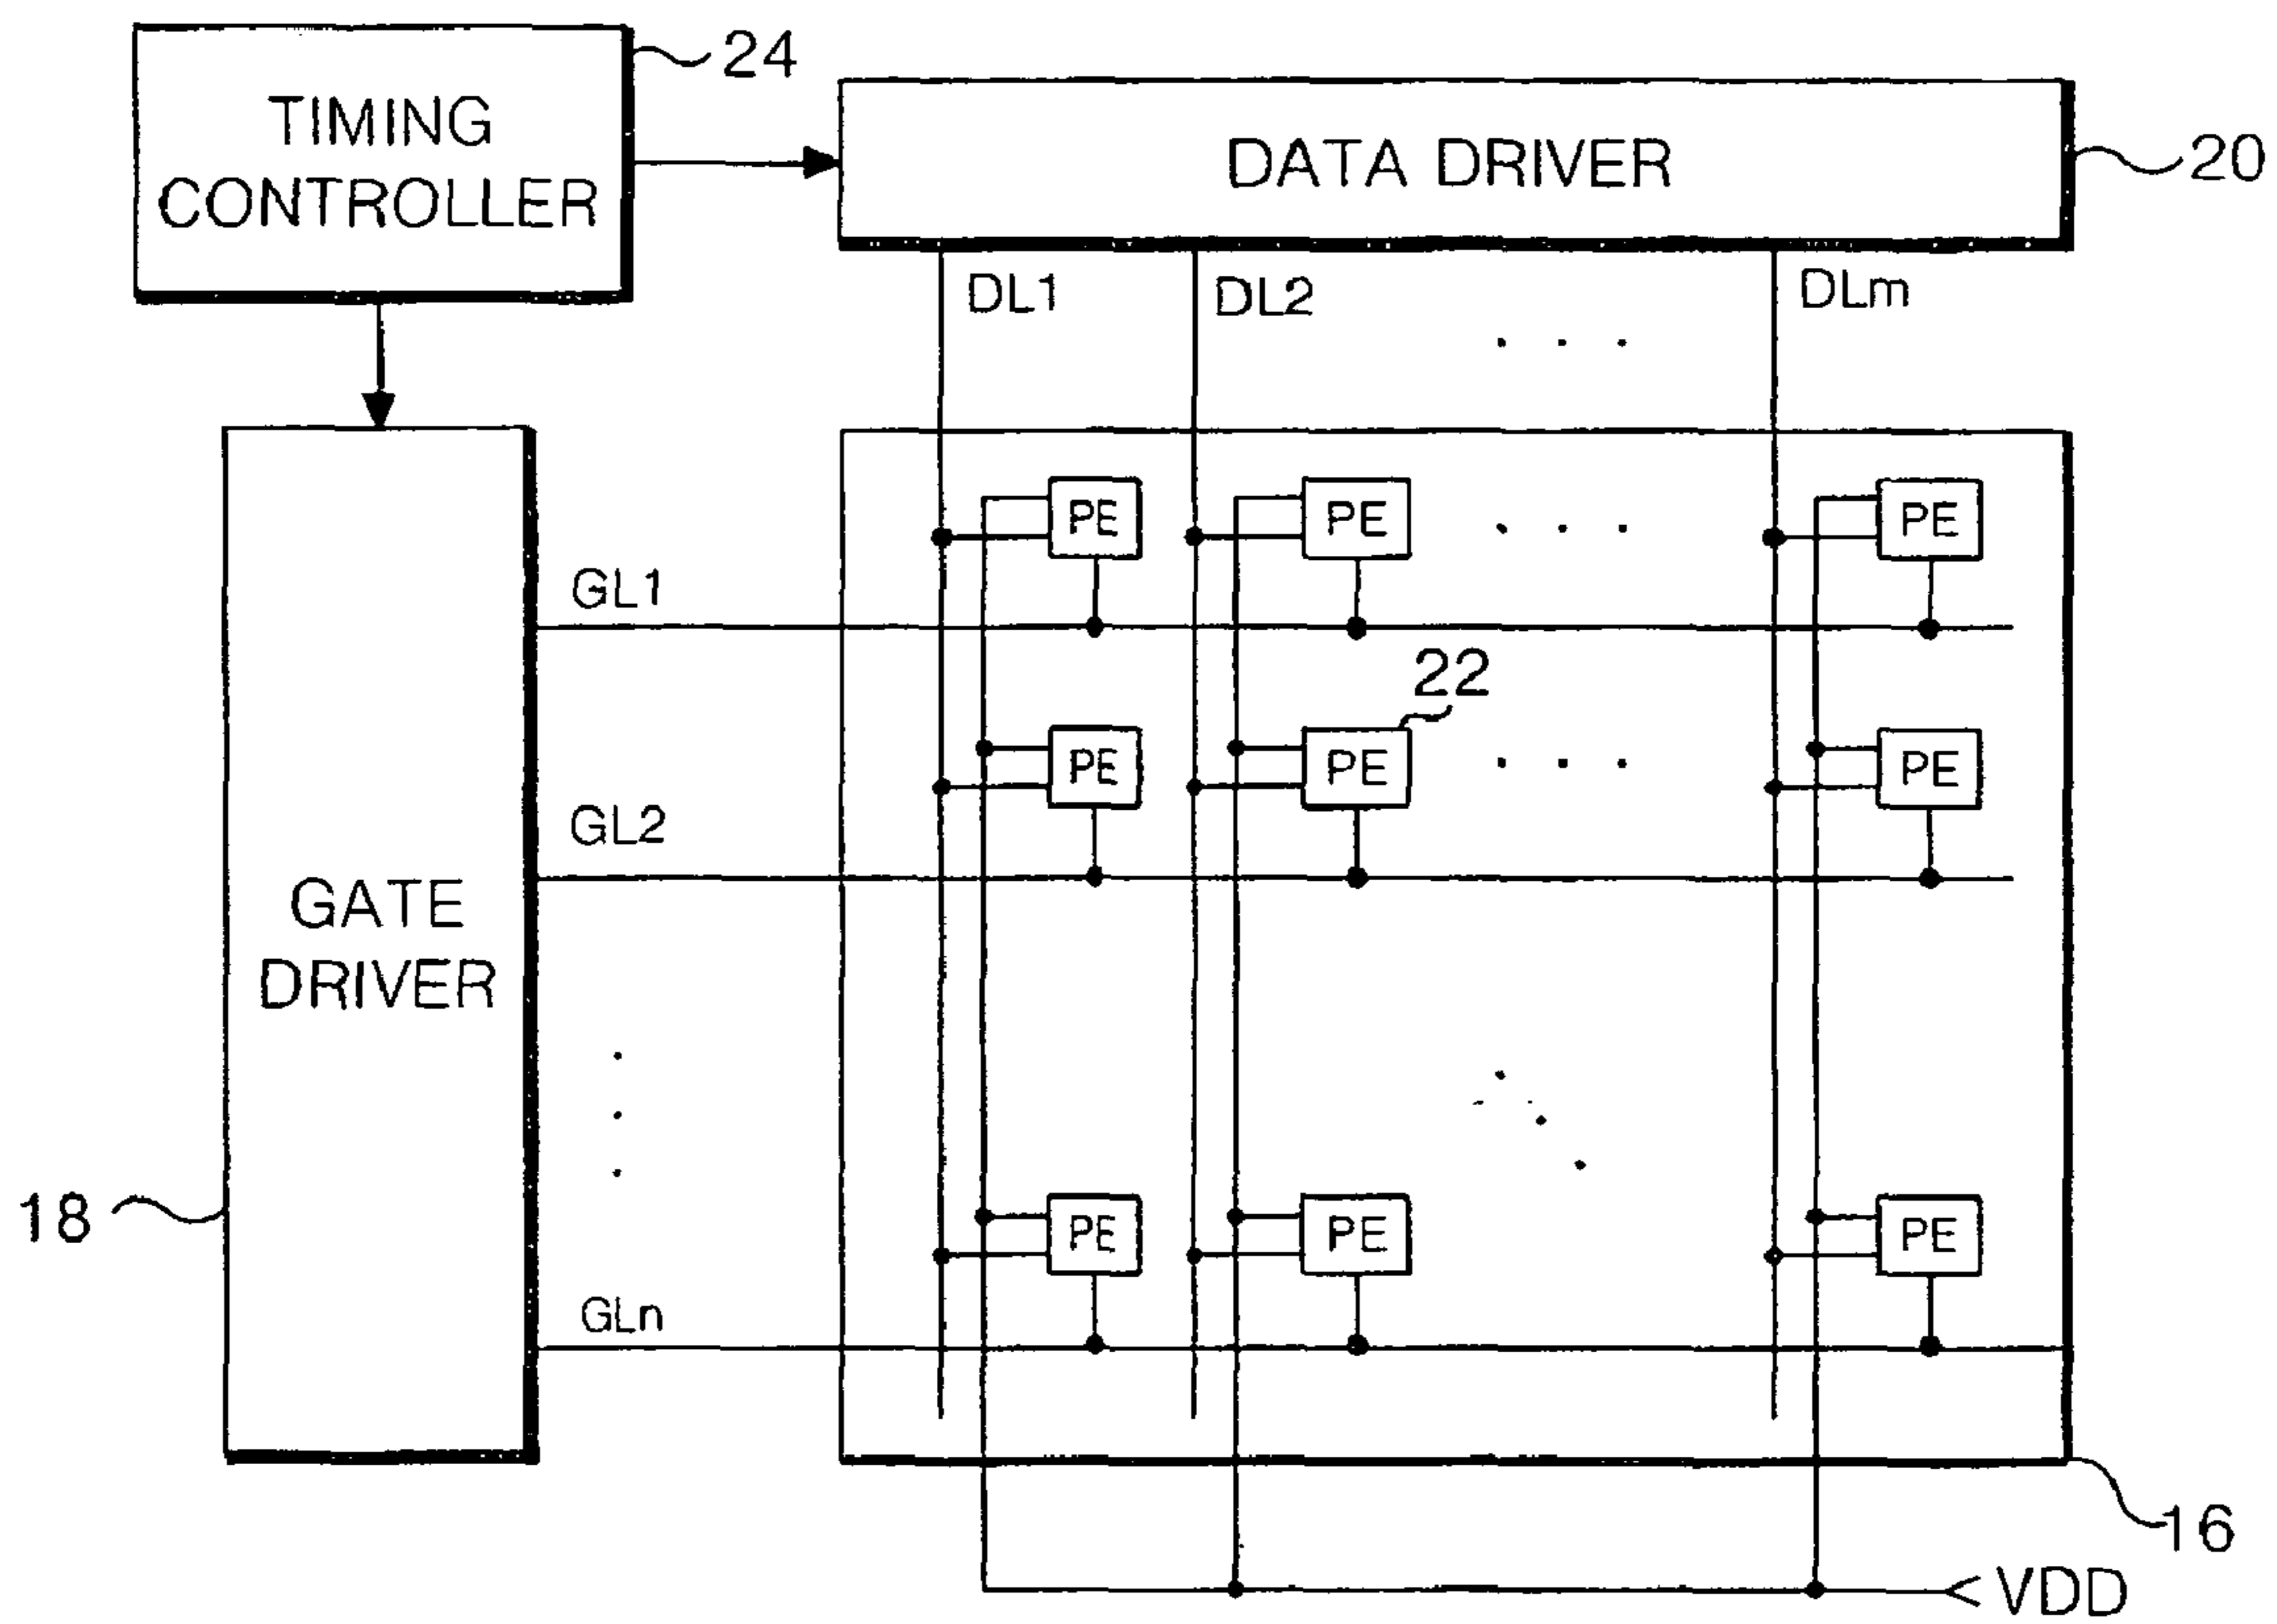 24
TIMING
CONTROLLER
DATA DRIVER
20
DL1
DL2
DLm
. . .
PE
PE
. . .
PE
GL1
22
PE
PE
. . .
PE
GL2
GATE
DRIVER
18
PE
PE
PE
GLn
16
VDD